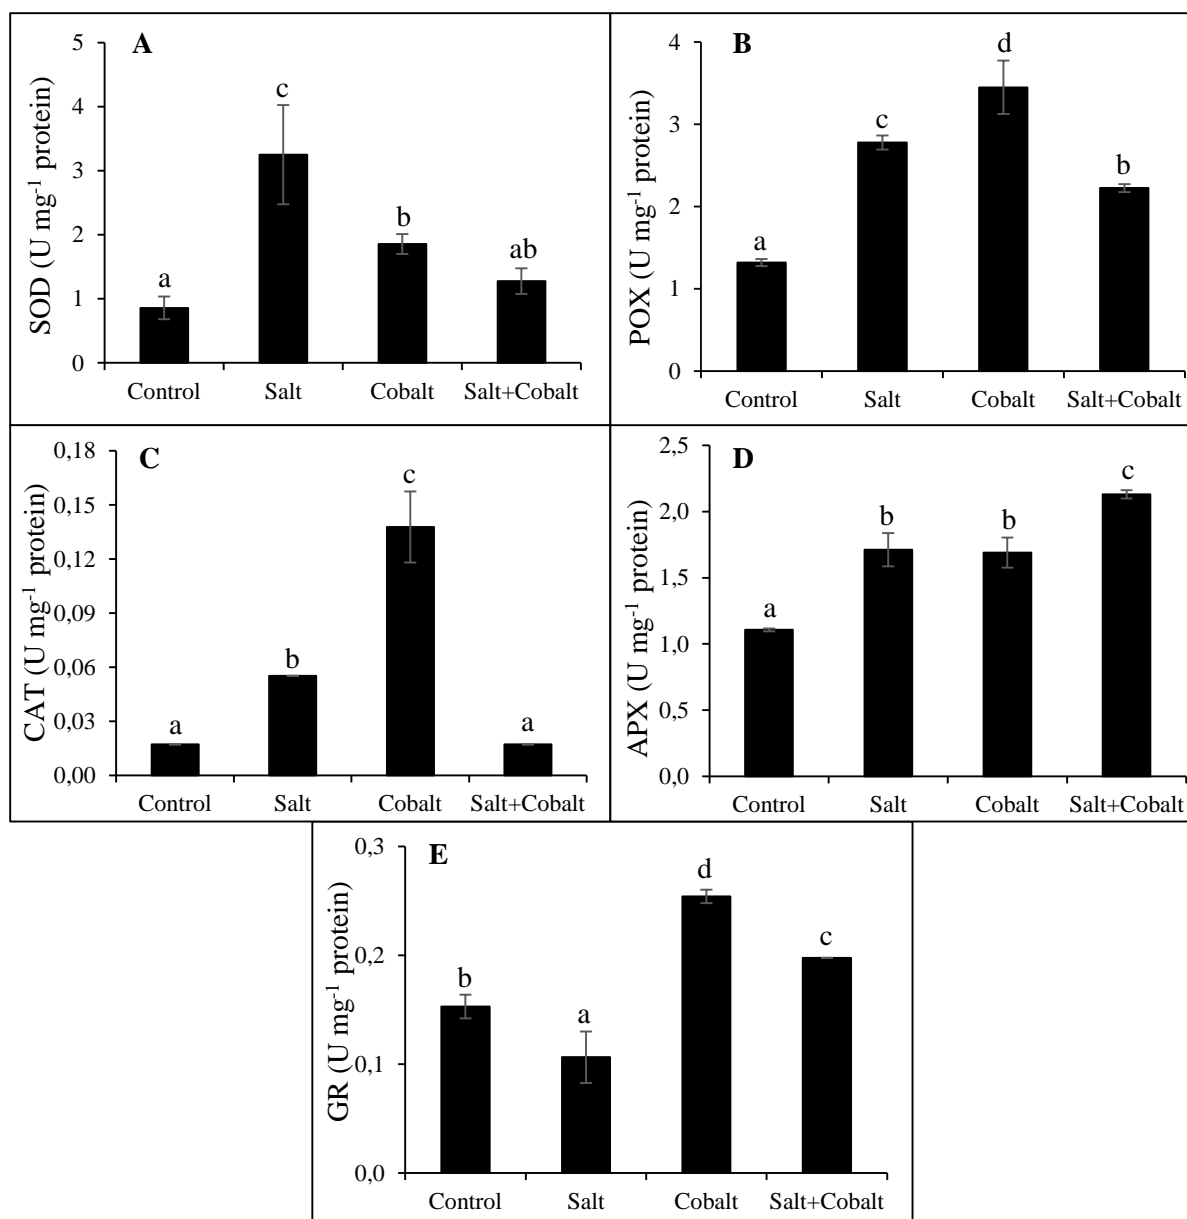 A
SOD (U mg⁻¹ protein)
5
4
3
2
1
0
a
c
b
ab
Control Salt Cobalt Salt+Cobalt
B
POX (U mg⁻¹ protein)
4
3
2
1
0
a
c
d
b
Control Salt Cobalt Salt+Cobalt
C
CAT (U mg⁻¹ protein)
0,18
0,15
0,12
0,09
0,06
0,03
0,00
a
b
c
a
Control Salt Cobalt Salt+Cobalt
D
APX (U mg⁻¹ protein)
2,5
2,0
1,5
1,0
0,5
0,0
a
b
b
c
Control Salt Cobalt Salt+Cobalt
E
GR (U mg⁻¹ protein)
0,3
0,2
0,1
0,0
b
a
d
c
Control Salt Cobalt Salt+Cobalt